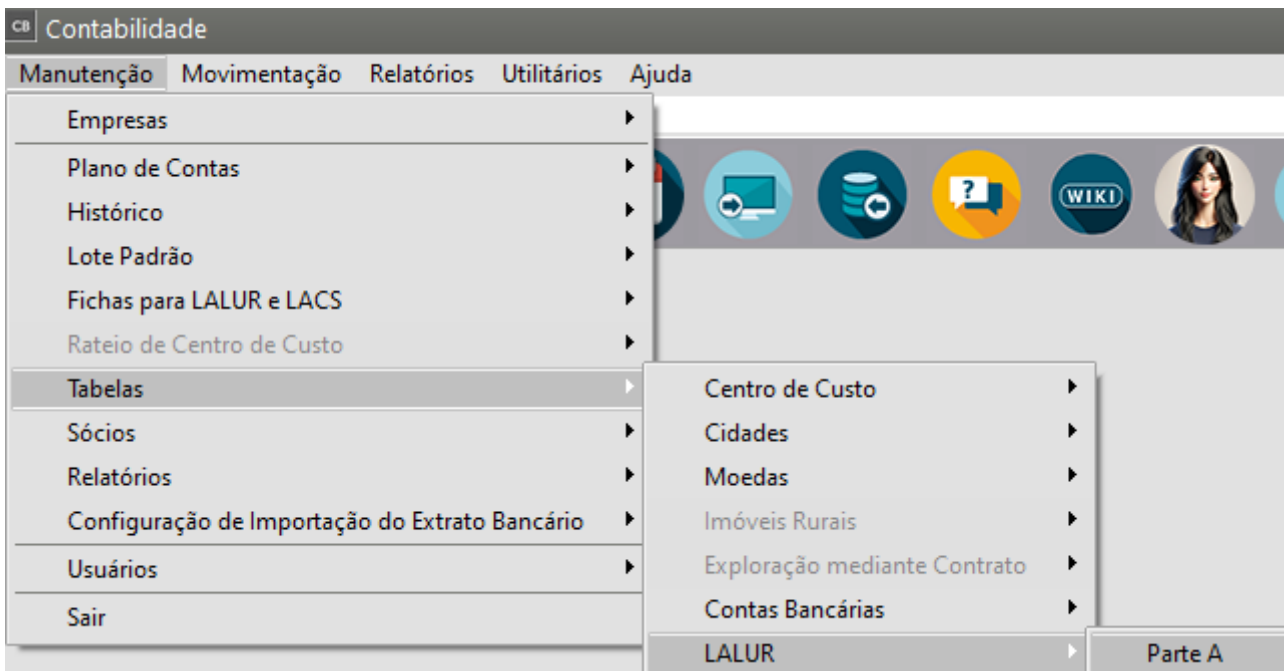 CB Contabilidade
Manutenção Movimentação Relatórios Utilitários Ajuda
Empresas
Plano de Contas
Histórico
Lote Padrão
Fichas para LALUR e LACS
Rateio de Centro de Custo
Tabelas
Sócios
Relatórios
Configuração de Importação do Extrato Bancário
Usuários
Sair
?
WIKI
Centro de Custo
Cidades
Moedas
Imóveis Rurais
Exploração mediante Contrato
Contas Bancárias
LALUR
Parte A